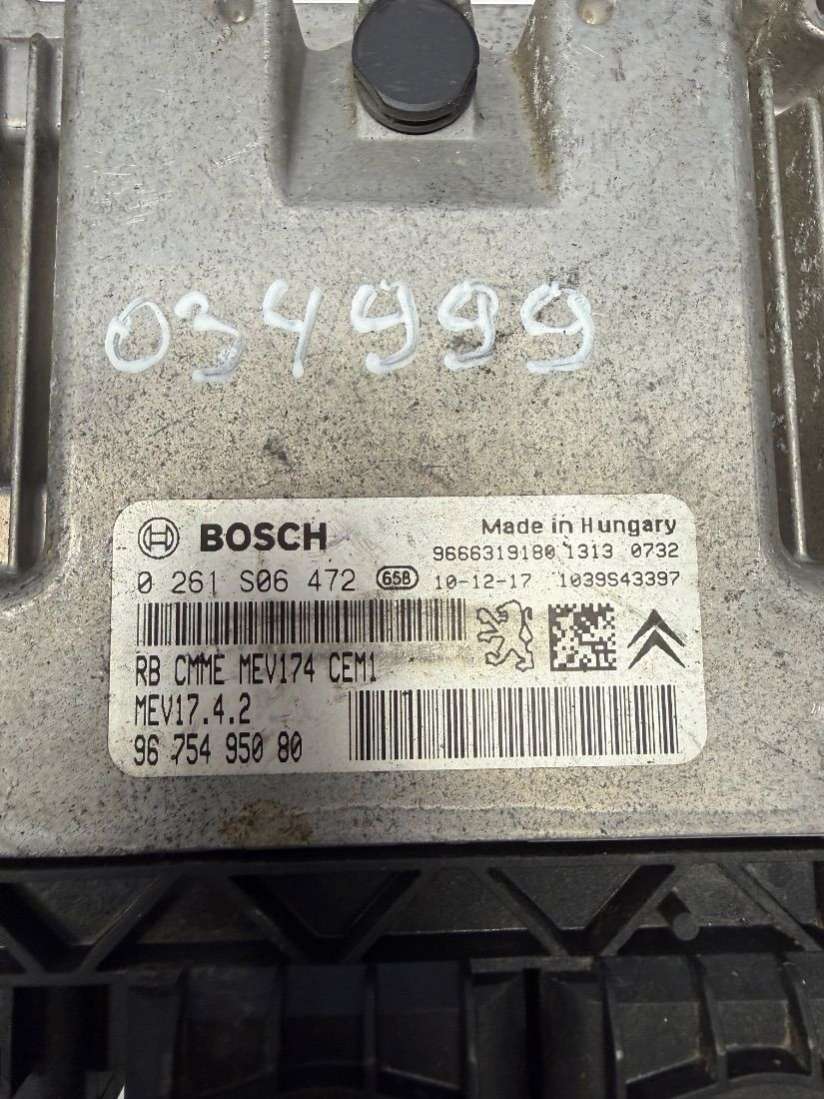 034999
BOSCH
Made in Hungary
9666319180 1313 0732
0 261 S06 472 658 10-12-17 1039S43397
RB CMME MEV174 CEM1
MEV17.4.2
96 754 950 80